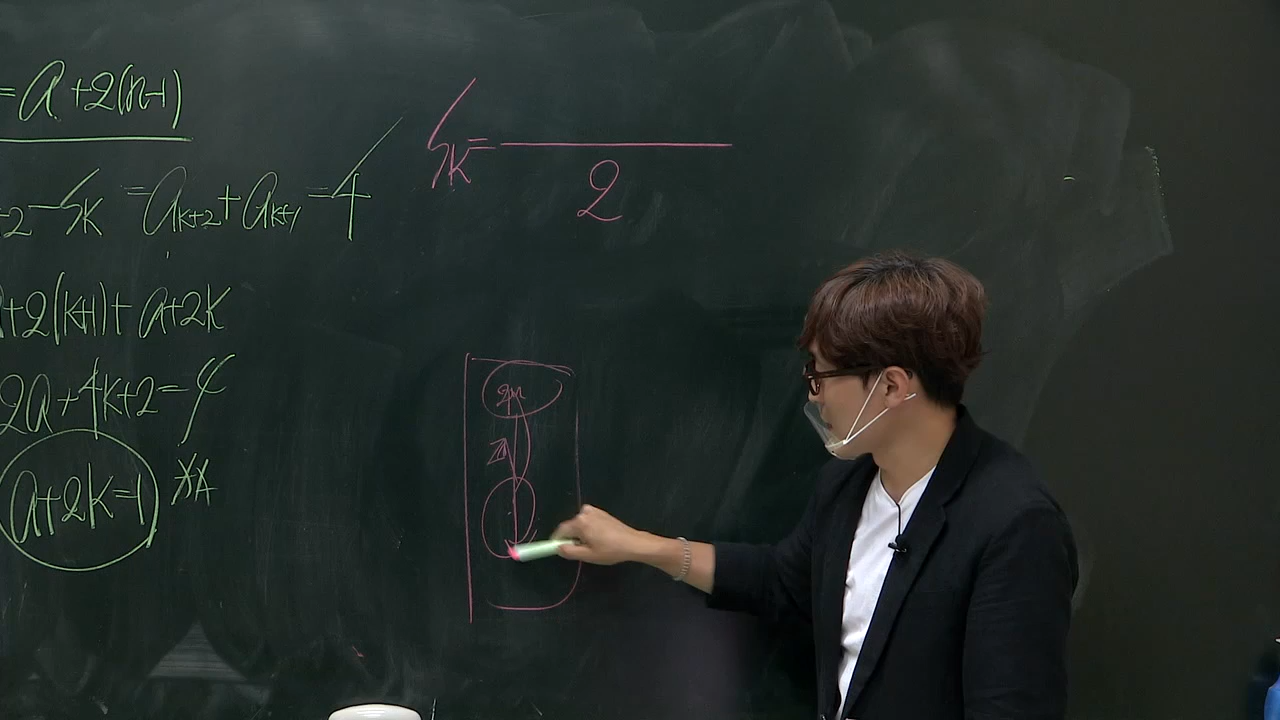 =a+2(n-1)
+2-Sk =ak+2+ak+1=4
+2(k+1)+a+2k
2a+4k+2=4
a+2k=1 **
Sk= 2